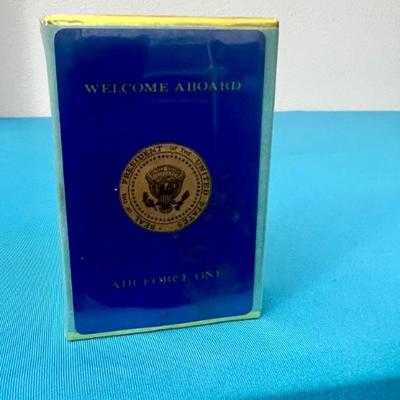 WELCOME ABOARD
SEAL OF THE PRESIDENT OF THE UNITED STATES
AIR FORCE ONE